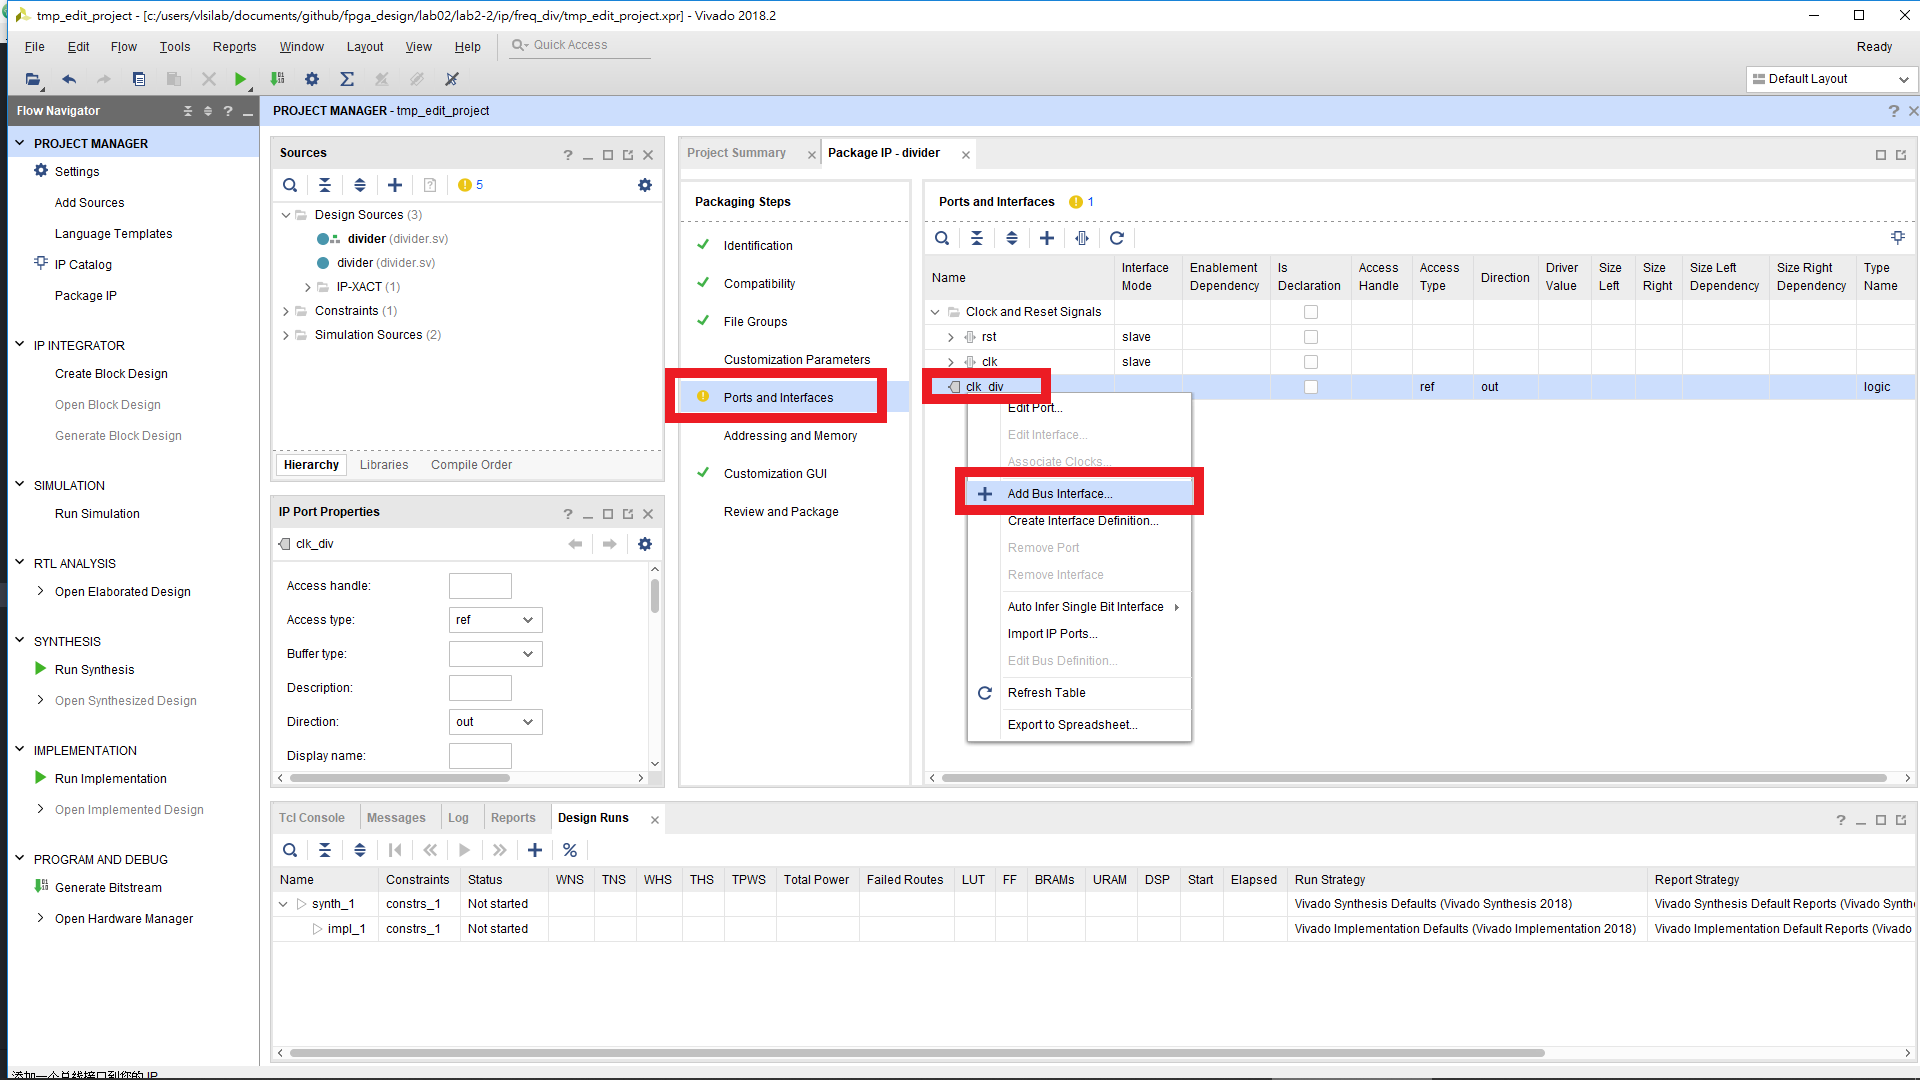 tmp_edit_project - [c:/users/vlsilab/documents/github/fpga_design/lab02/lab2-2/ip/freq_div/tmp_edit_project.xpr] - Vivado 2018.2
File Edit Flow Tools Reports Window Layout View Help Quick Access Ready
Default Layout
Flow Navigator
PROJECT MANAGER
Settings
Add Sources
Language Templates
IP Catalog
Package IP
IP INTEGRATOR
Create Block Design
Open Block Design
Generate Block Design
SIMULATION
Run Simulation
RTL ANALYSIS
Open Elaborated Design
SYNTHESIS
Run Synthesis
Open Synthesized Design
IMPLEMENTATION
Run Implementation
Open Implemented Design
PROGRAM AND DEBUG
Generate Bitstream
Open Hardware Manager
PROJECT MANAGER - tmp_edit_project
Sources
5
Design Sources (3)
divider (divider.sv)
divider (divider.sv)
IP-XACT (1)
Constraints (1)
Simulation Sources (2)
Hierarchy Libraries Compile Order
IP Port Properties
clk_div
Access handle:
Access type: ref
Buffer type:
Description:
Direction: out
Display name:
Project Summary Package IP - divider
Packaging Steps
Identification
Compatibility
File Groups
Customization Parameters
Ports and Interfaces
Addressing and Memory
Customization GUI
Review and Package
Ports and Interfaces 1
Name Interface Mode Enablement Dependency Is Declaration Access Handle Access Type Direction Driver Value Size Left Size Right Size Left Dependency Size Right Dependency Type Name
Clock and Reset Signals
rst slave
clk slave
clk_div ref out logic
Edit Port...
Edit Interface...
Associate Clocks...
Add Bus Interface...
Create Interface Definition...
Remove Port
Remove Interface
Auto Infer Single Bit Interface
Import IP Ports...
Edit Bus Definition...
Refresh Table
Export to Spreadsheet...
Tcl Console Messages Log Reports Design Runs
Name Constraints Status WNS TNS WHS THS TPWS Total Power Failed Routes LUT FF BRAMs URAM DSP Start Elapsed Run Strategy Report Strategy
synth_1 constrs_1 Not started Vivado Synthesis Defaults (Vivado Synthesis 2018) Vivado Synthesis Default Reports (Vivado Synthe
impl_1 constrs_1 Not started Vivado Implementation Defaults (Vivado Implementation 2018) Vivado Implementation Default Reports (Vivado
添加一个总线接口到您的 IP